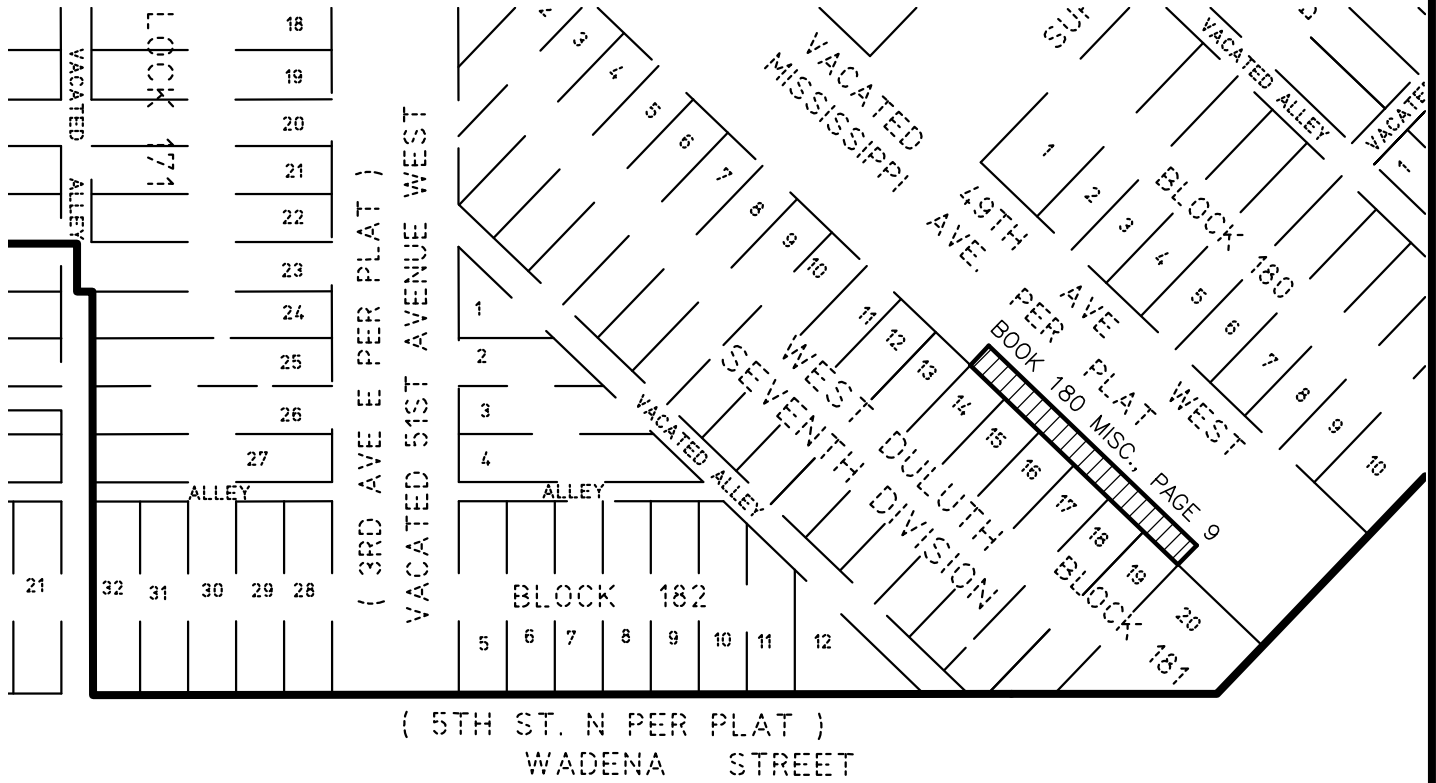 LOCK 171
18
19
20
21
22
23
24
25
26
27
VACATED
ALLEY
ALLEY
21
32
31
30
29
28
( 3RD AVE E PER PLAT )
VACATED 51ST AVENUE WEST
1
2
3
4
ALLEY
BLOCK 182
5
6
7
8
9
10
11
12
VACATED ALLEY
3
4
5
6
7
8
9
10
11
12
13
14
15
16
17
18
19
20
WEST DULUTH
SEVENTH DIVISION
BLOCK 181
VACATED
MISSISSIPPI
AVE.
49TH AVE WEST
PER PLAT
BOOK 180 MISC., PAGE 9
BLOCK 180
1
2
3
4
5
6
7
8
9
10
VACATED ALLEY
VACATED
1
( 5TH ST. N PER PLAT )
WADENA STREET